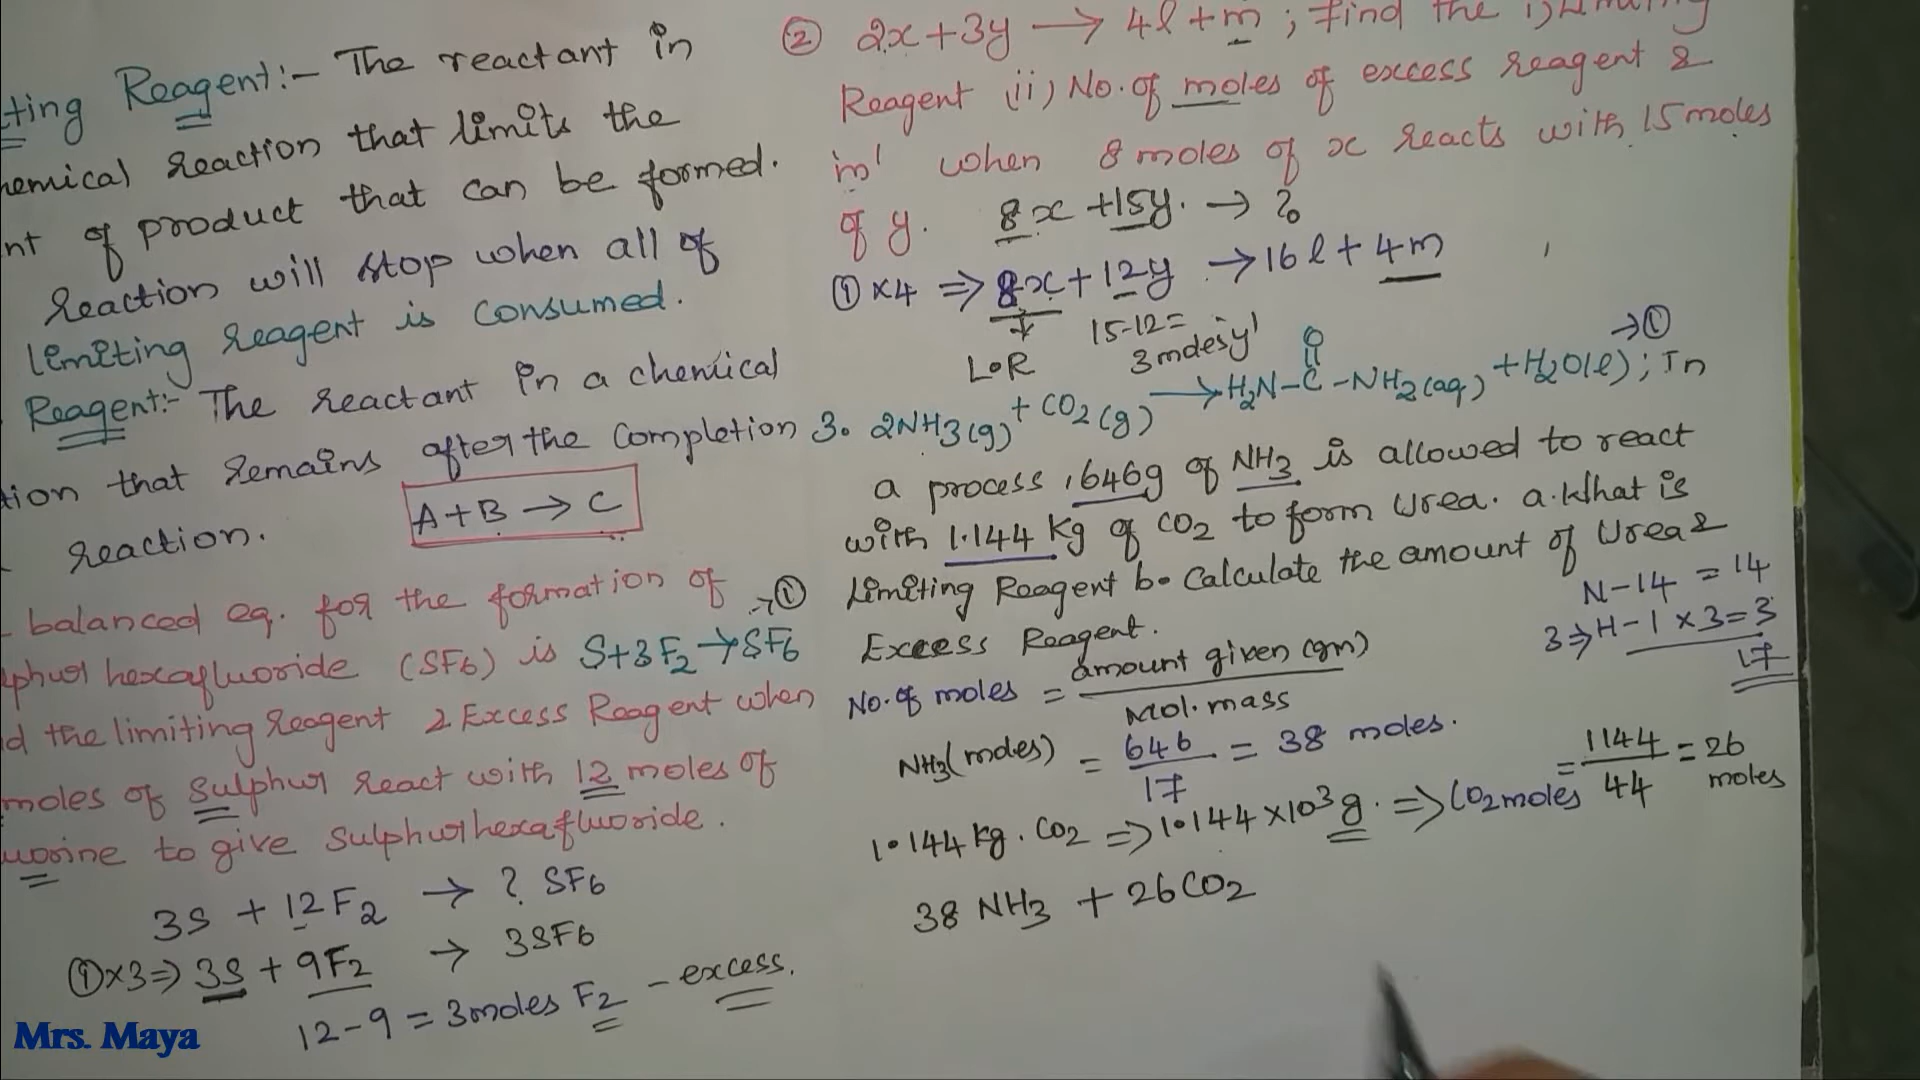 ting Reagent:- The reactant in
hemical reaction that limits the
nt of product that can be formed.
reaction will stop when all of
limiting reagent is consumed.
Reagent:- The reactant in a chemical
tion that remains after the completion
reaction.
A+B → C
balanced eq. for the formation of
phur hexafluoride (SF6) is S+3F2 → SF6 → ①
d the limiting reagent & Excess Reagent when
moles of sulphur react with 12 moles of
uorine to give sulphurhexafluoride.
3S + 12F2 → ? SF6
①×3⇒ 3S + 9F2 → 3SF6
12-9 = 3moles F2 - excess.
② 2x+3y → 4l+m; find the i)
Reagent (ii) No. of moles of excess reagent &
'm' when 8 moles of x reacts with 15 moles
of y. 8x +15y. → ?
①×4 ⇒ 8x + 12y → 16l + 4m
LoR 15-12=
3moles'y'
O → ①
3. 2NH3(g) + CO2(g) → H2N-C-NH2(aq) + H2O(l); In
a process, 646g of NH3 is allowed to react
with 1.144 Kg of CO2 to form Urea. a. What is
Limiting Reagent b. Calculate the amount of Urea &
Excess Reagent.
N-14 = 14
3⇒H-1×3=3
17
No. of moles = amount given (gm)
Mol. mass
NH3(moles) = 646 = 38 moles.
17
1.144kg. CO2 ⇒ 1.144×10³g. ⇒ CO2 moles = 1144 = 26 moles
44
38 NH3 + 26CO2
Mrs. Maya